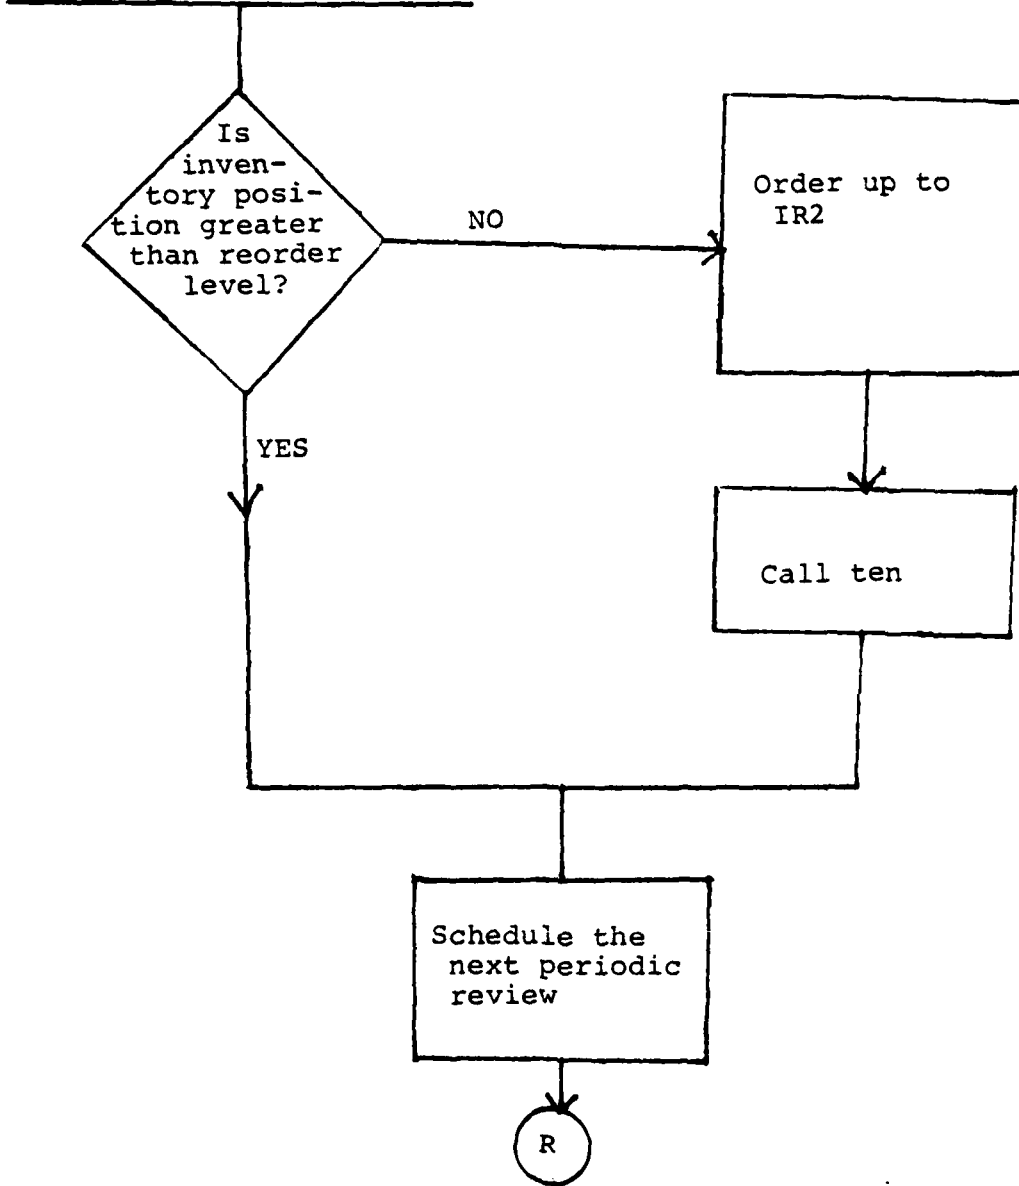 Is
inven-
tory posi-
tion greater
than reorder
level?
NO
Order up to
IR2
YES
Call ten
Schedule the
next periodic
review
R